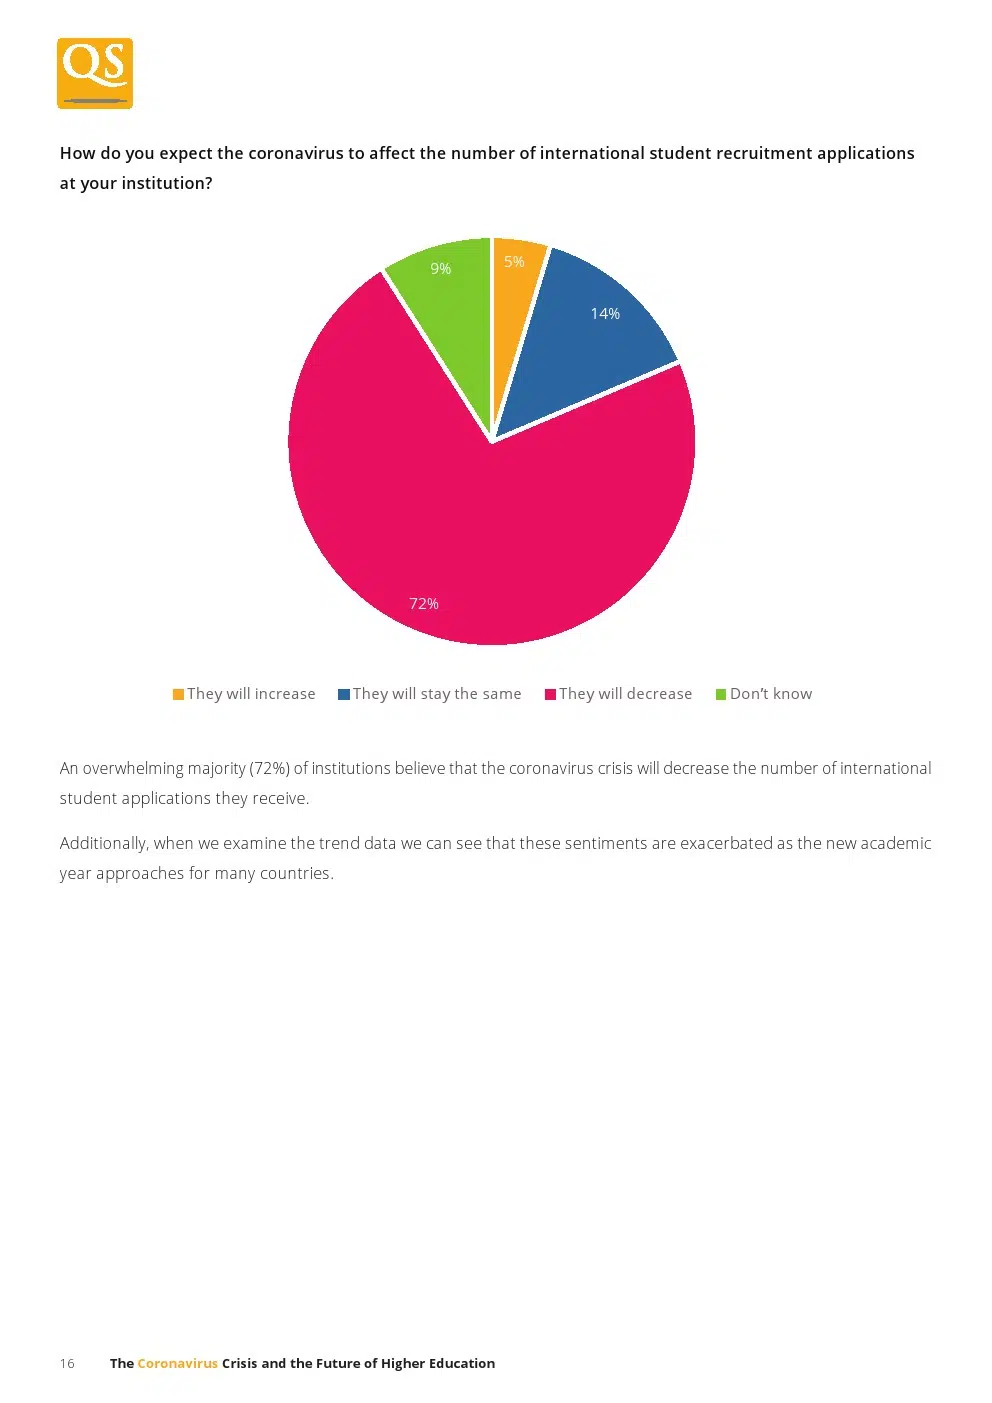 QS
How do you expect the coronavirus to affect the number of international student recruitment applications
at your institution?
9%
5%
14%
72%
They will increase
They will stay the same
They will decrease
Don’t know
An overwhelming majority (72%) of institutions believe that the coronavirus crisis will decrease the number of international
student applications they receive.
Additionally, when we examine the trend data we can see that these sentiments are exacerbated as the new academic
year approaches for many countries.
16 The Coronavirus Crisis and the Future of Higher Education